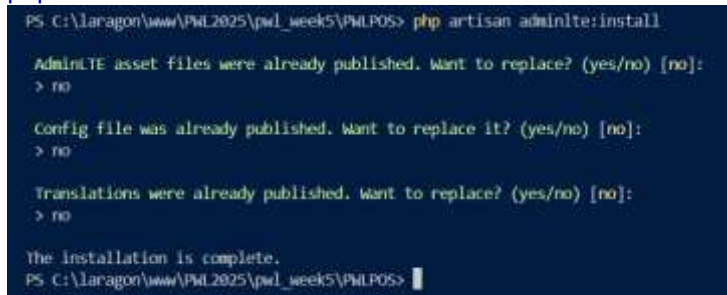 PS C:\laragon\www\PWL2025\pwl_week5\PWLPOS> php artisan adminlte:install
AdminLTE asset files were already published. Want to replace? (yes/no) [no]:
> no
Config file was already published. Want to replace it? (yes/no) [no]:
> no
Translations were already published. Want to replace? (yes/no) [no]:
> no
The installation is complete.
PS C:\laragon\www\PWL2025\pwl_week5\PWLPOS>